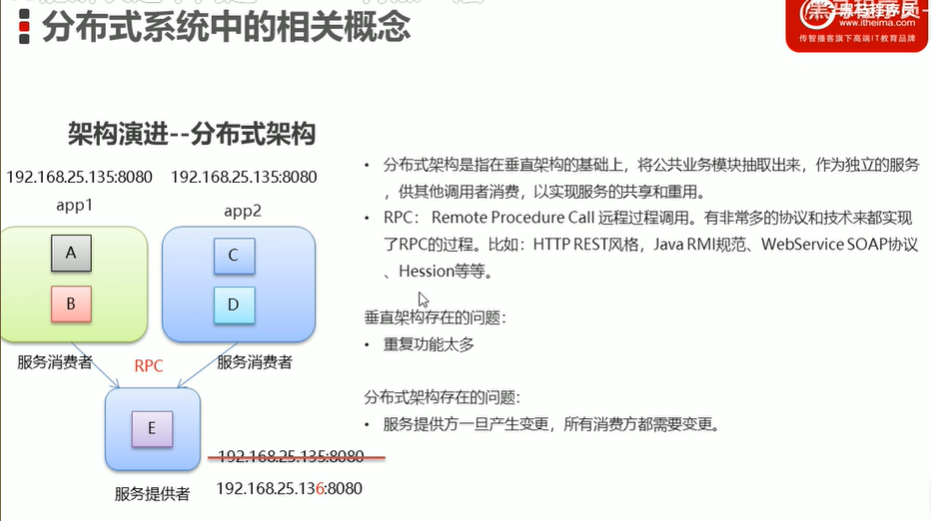 分布式系统中的相关概念
黑马程序员
www.itheima.com
传智播客旗下高端IT教育品牌
架构演进--分布式架构
192.168.25.135:8080
192.168.25.135:8080
app1
app2
A
B
C
D
服务消费者
RPC
服务消费者
E
192.168.25.135:8080
192.168.25.136:8080
服务提供者
• 分布式架构是指在垂直架构的基础上，将公共业务模块抽取出来，作为独立的服务
，供其他调用者消费，以实现服务的共享和重用。
• RPC： Remote Procedure Call 远程过程调用。有非常多的协议和技术来都实现
了RPC的过程。比如：HTTP REST风格，Java RMI规范、WebService SOAP协议
、Hession等等。
垂直架构存在的问题：
• 重复功能太多
分布式架构存在的问题：
• 服务提供方一旦产生变更，所有消费方都需要变更。